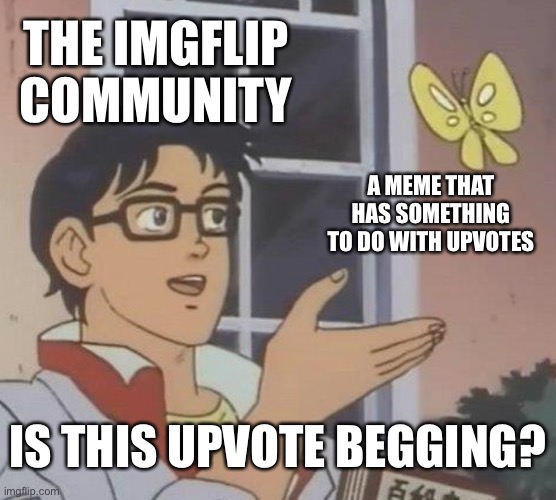 THE IMGFLIP
COMMUNITY
A MEME THAT
HAS SOMETHING
TO DO WITH UPVOTES
IS THIS UPVOTE BEGGING?
imgflip.com